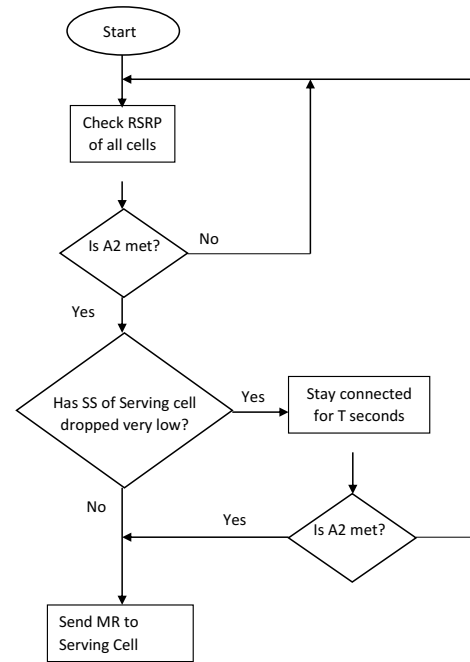 Start
Check RSRP
of all cells
Is A2 met?
No
Yes
Has SS of Serving cell
dropped very low?
Yes
Stay connected
for T seconds
No
Yes
Is A2 met?
Send MR to
Serving Cell